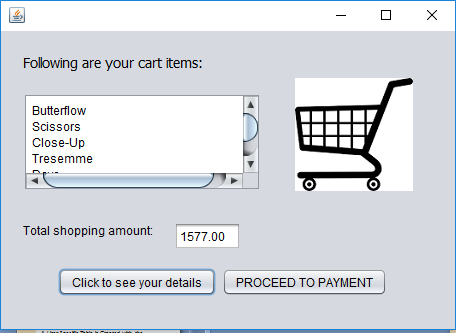 Following are your cart items:
Butterflow
Scissors
Close-Up
Tresemme
Total shopping amount:
1577.00
Click to see your details
PROCEED TO PAYMENT